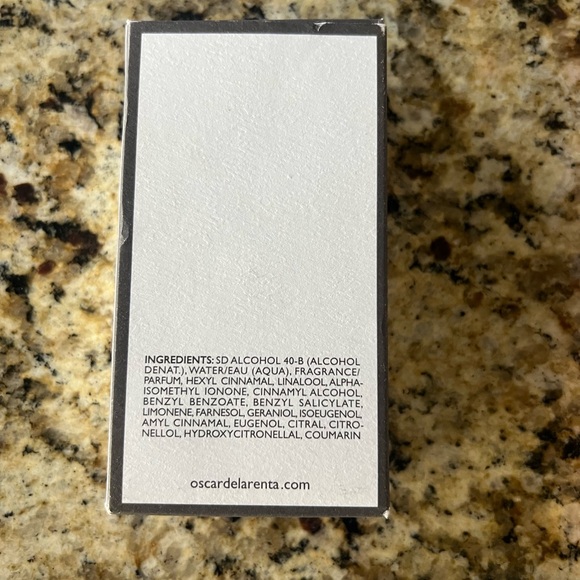 INGREDIENTS: SD ALCOHOL 40-B (ALCOHOL
DENAT.), WATER/EAU (AQUA), FRAGRANCE/
PARFUM, HEXYL CINNAMAL, LINALOOL, ALPHA-
ISOMETHYL IONONE, CINNAMYL ALCOHOL,
BENZYL BENZOATE, BENZYL SALICYLATE,
LIMONENE, FARNESOL, GERANIOL, ISOEUGENOL,
AMYL CINNAMAL, EUGENOL, CITRAL, CITRO-
NELLOL, HYDROXYCITRONELLAL, COUMARIN
oscardelarenta.com